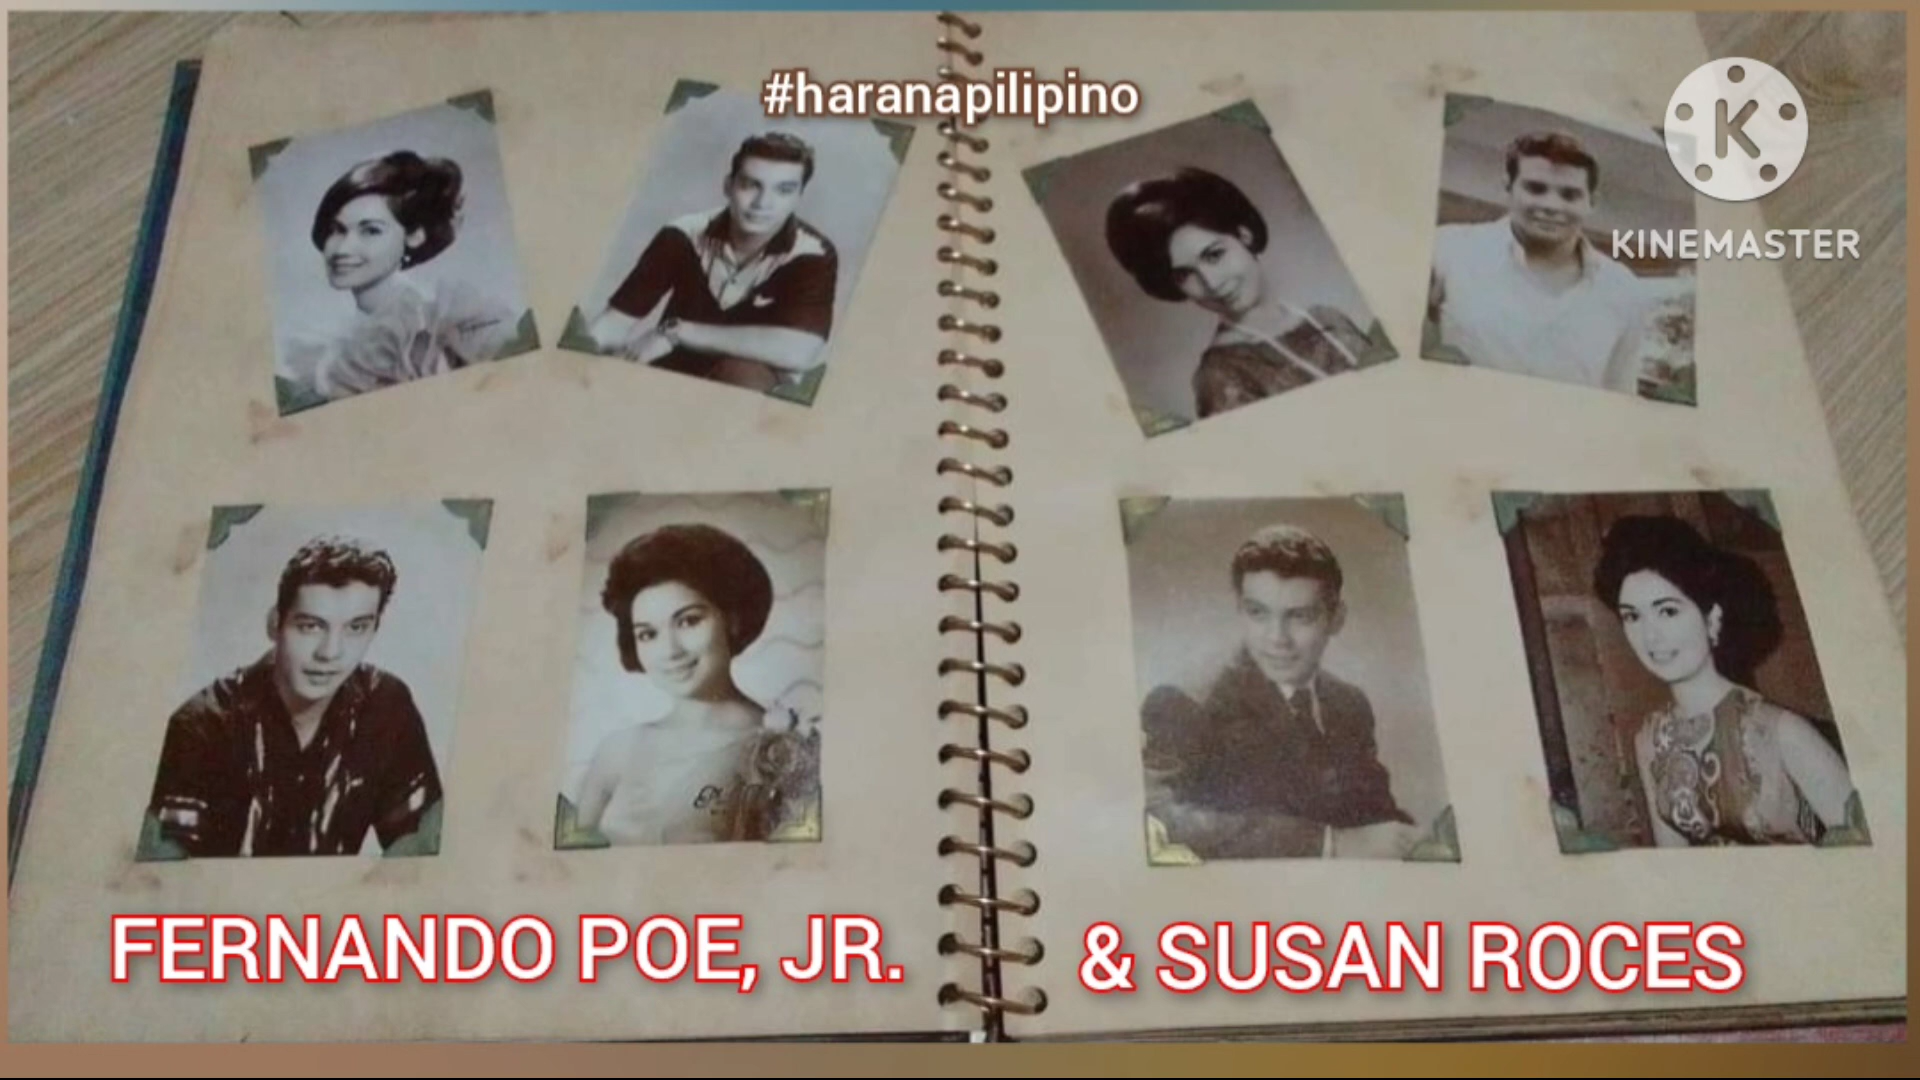 #haranapilipino
KINEMASTER
FERNANDO POE, JR. & SUSAN ROCES